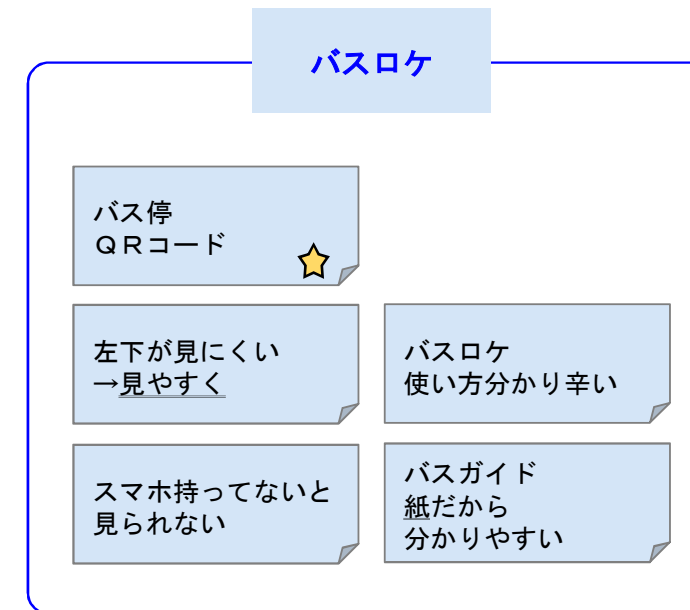 バスロケ
バス停
ＱＲコード
左下が見にくい
→見やすく
バスロケ
使い方分かり辛い
スマホ持ってないと
見られない
バスガイド
紙だから
分かりやすい